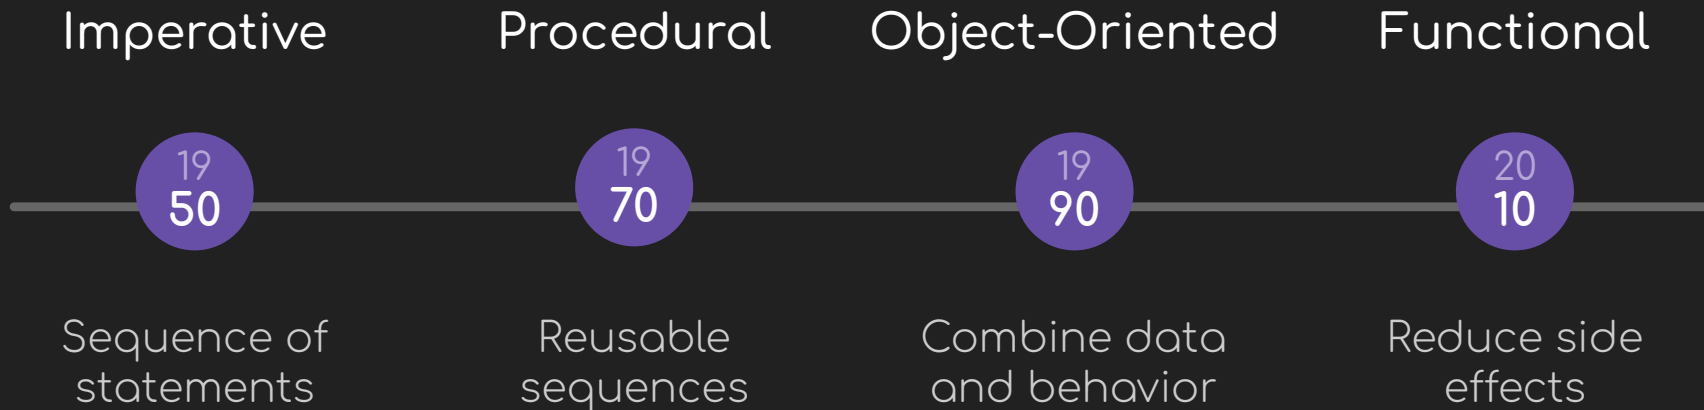 Imperative
Procedural
Object-Oriented
Functional
19
50
19
70
19
90
20
10
Sequence of
statements
Reusable
sequences
Combine data
and behavior
Reduce side
effects